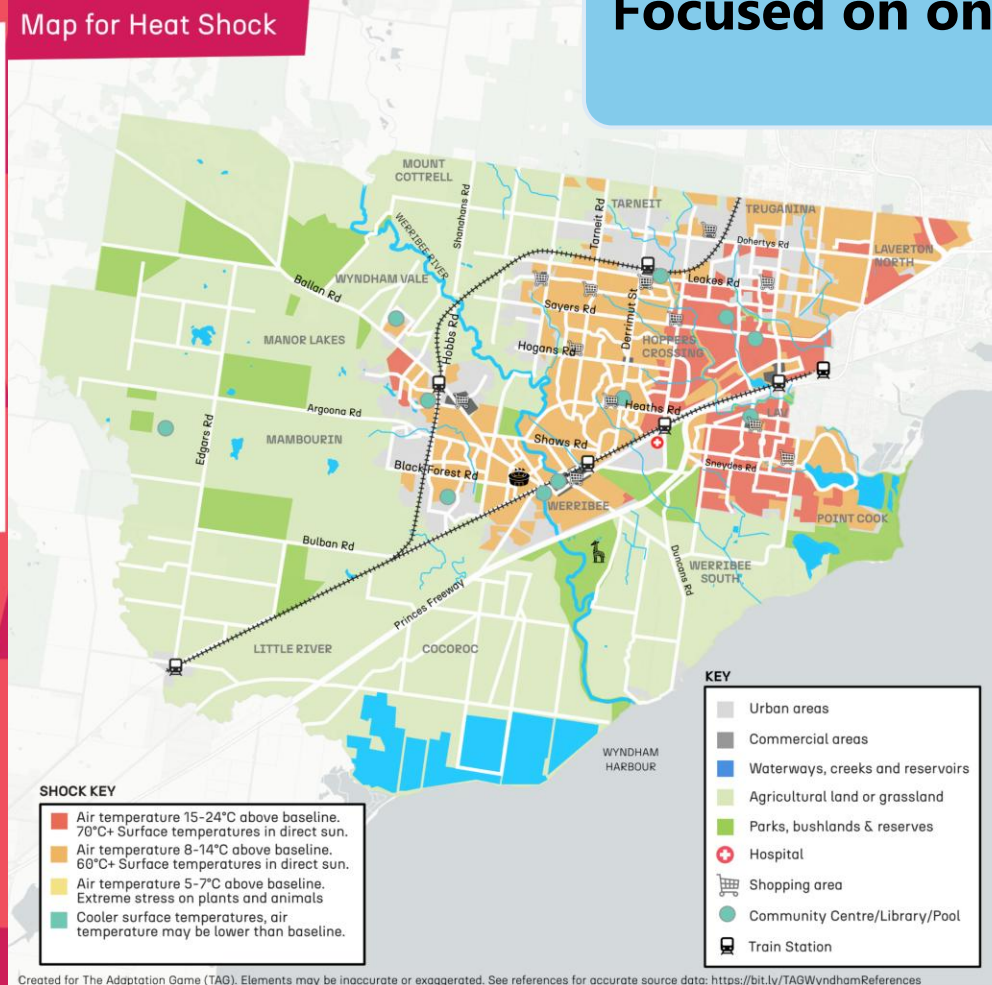 Map for Heat Shock
Focused on on
MOUNT
COTTRELL
Shanahans Rd
Tarneit Rd
TARNEIT
TRUGANINA
WERRIBEE RIVER
Dohertys Rd
LAVERTON
NORTH
WYNDHAM VALE
Ballan Rd
Leakes Rd
Sayers Rd
Derrimut St
MANOR LAKES
Hobbs Rd
Hogans Rd
HOPPERS
CROSSING
Argoona Rd
Heaths Rd
LAV
Edgars Rd
MAMBOURIN
Shaws Rd
Black Forest Rd
Sneydes Rd
WERRIBEE
POINT COOK
Bulban Rd
Duncans Rd
WERRIBEE
SOUTH
Princes Freeway
LITTLE RIVER
COCOROC
WYNDHAM
HARBOUR
KEY
Urban areas
Commercial areas
Waterways, creeks and reservoirs
Agricultural land or grassland
Parks, bushlands & reserves
Hospital
Shopping area
Community Centre/Library/Pool
Train Station
SHOCK KEY
Air temperature 15-24°C above baseline.
70°C+ Surface temperatures in direct sun.
Air temperature 8-14°C above baseline.
60°C+ Surface temperatures in direct sun.
Air temperature 5-7°C above baseline.
Extreme stress on plants and animals
Cooler surface temperatures, air
temperature may be lower than baseline.
Created for The Adaptation Game (TAG). Elements may be inaccurate or exaggerated. See references for accurate source data: https://bit.ly/TAGWyndhamReferences